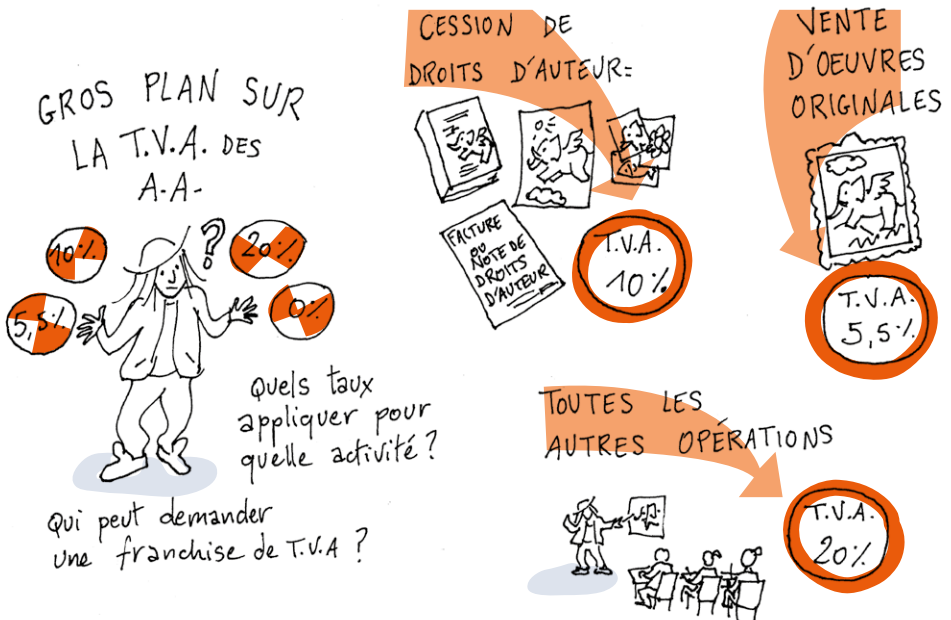 GROS PLAN SUR
LA T.V.A. DES
A-A-
10%
20%
?
5,5%
0%
Quels taux
appliquer pour
quelle activité ?
Qui peut demander
une franchise de T.V.A ?
CESSION DE
DROITS D'AUTEUR=
FACTURE
OU
NOTE DE
DROITS
D'AUTEUR
T.V.A.
10%
VENTE
D'OEUVRES
ORIGINALES
T.V.A.
5,5%
TOUTES LES
AUTRES OPÉRATIONS
T.V.A.
20%